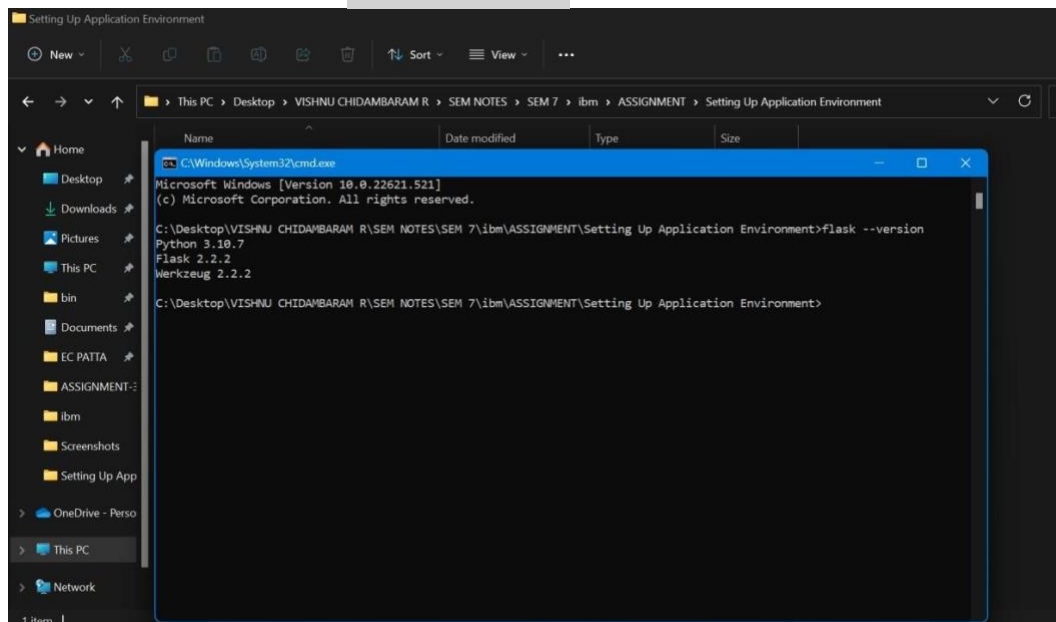 Setting Up Application Environment
New
Sort
View
This PC > Desktop > VISHNU CHIDAMBARAM R > SEM NOTES > SEM 7 > ibm > ASSIGNMENT > Setting Up Application Environment
Name
Date modified
Type
Size
Home
Desktop
Downloads
Pictures
This PC
bin
Documents
EC PATTA
ASSIGNMENT-3
ibm
Screenshots
Setting Up App
OneDrive - Perso
This PC
Network
1 item
C:\Windows\System32\cmd.exe
Microsoft Windows [Version 10.0.22621.521]
(c) Microsoft Corporation. All rights reserved.
C:\Desktop\VISHNU CHIDAMBARAM R\SEM NOTES\SEM 7\ibm\ASSIGNMENT\Setting Up Application Environment>flask --version
Python 3.10.7
Flask 2.2.2
Werkzeug 2.2.2
C:\Desktop\VISHNU CHIDAMBARAM R\SEM NOTES\SEM 7\ibm\ASSIGNMENT\Setting Up Application Environment>